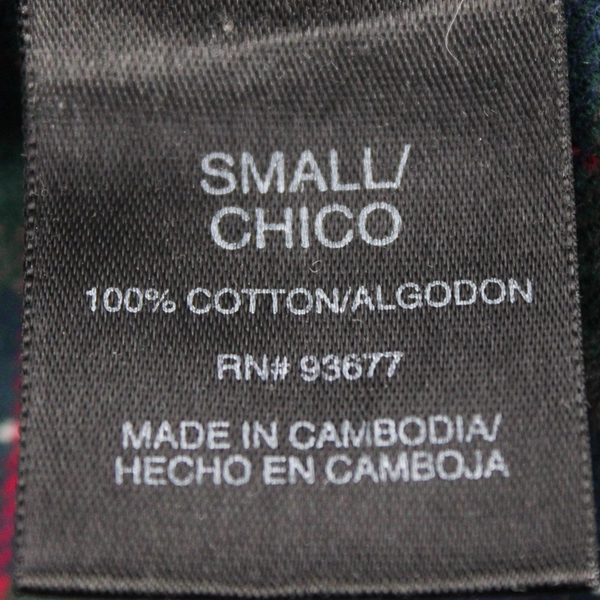 SMALL/
CHICO
100% COTTON/ALGODON
RN# 93677
MADE IN CAMBODIA/
HECHO EN CAMBOJA